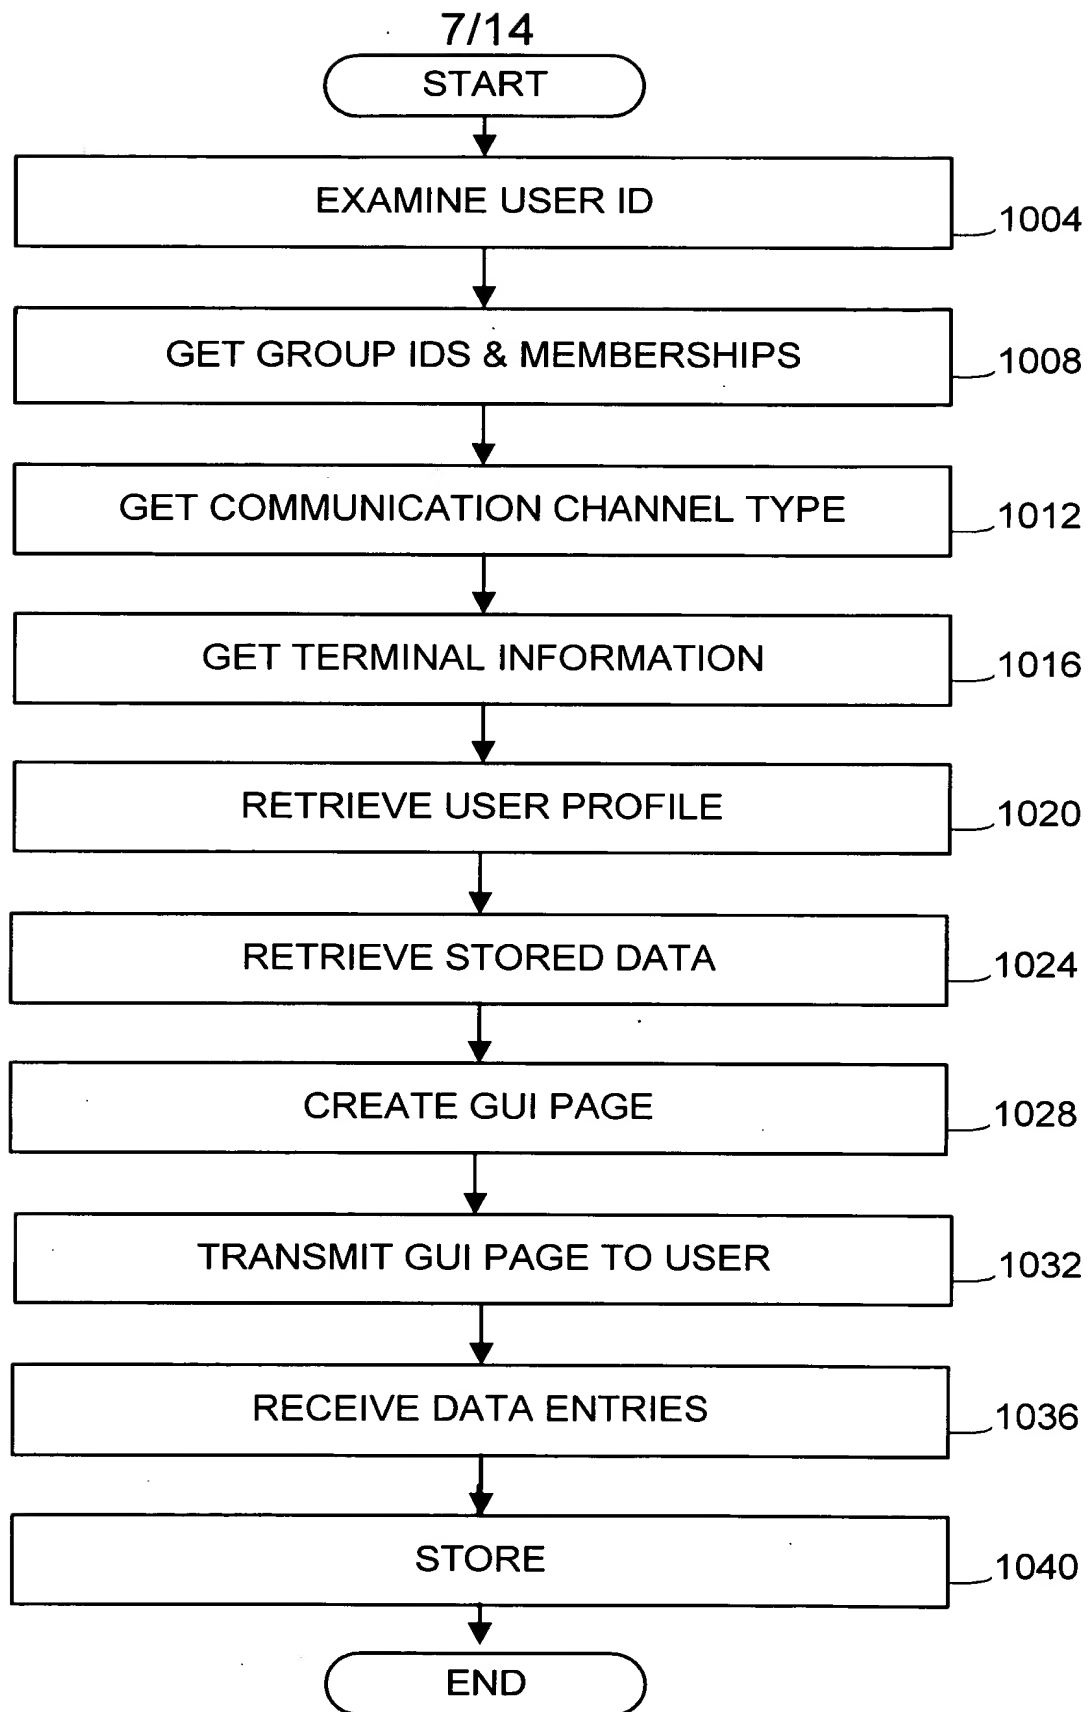 7/14
START
EXAMINE USER ID
1004
GET GROUP IDS & MEMBERSHIPS
1008
GET COMMUNICATION CHANNEL TYPE
1012
GET TERMINAL INFORMATION
1016
RETRIEVE USER PROFILE
1020
RETRIEVE STORED DATA
1024
CREATE GUI PAGE
1028
TRANSMIT GUI PAGE TO USER
1032
RECEIVE DATA ENTRIES
1036
STORE
1040
END